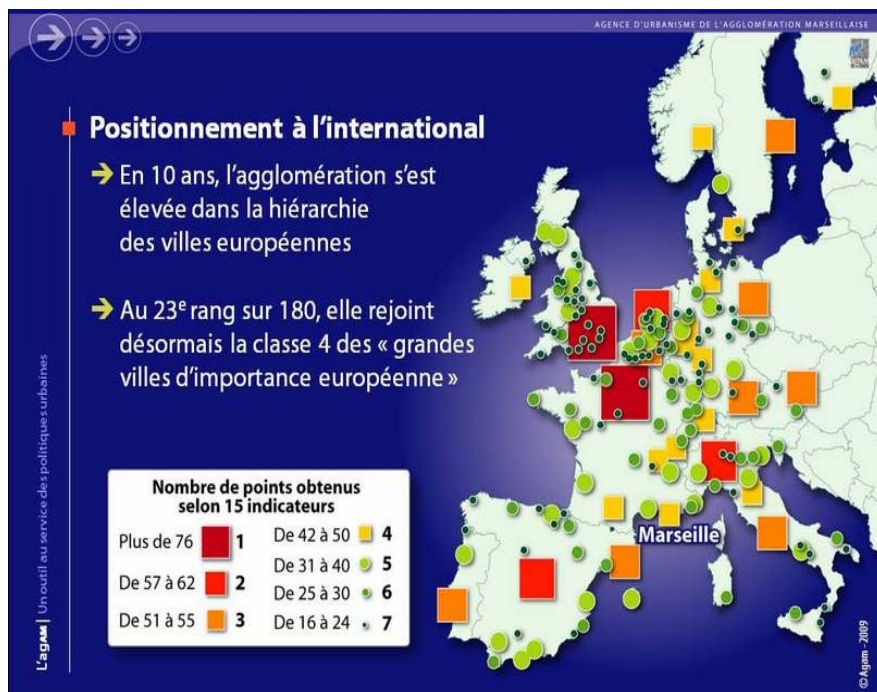 AGENCE D'URBANISME DE L'AGGLOMÉRATION MARSEILLAISE
Positionnement à l'international
En 10 ans, l'agglomération s'est
élevée dans la hiérarchie
des villes européennes
Au 23e rang sur 180, elle rejoint
désormais la classe 4 des « grandes
villes d'importance européenne »
Marseille
Nombre de points obtenus
selon 15 indicateurs
Plus de 76 1
De 57 à 62 2
De 51 à 55 3
De 42 à 50 4
De 31 à 40 5
De 25 à 30 6
De 16 à 24 7
L'agAM | Un outil au service des politiques urbaines
© Agam - 2009